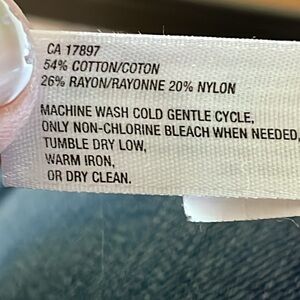 CA 17897
54% COTTON/COTON
26% RAYON/RAYONNE 20% NYLON
MACHINE WASH COLD GENTLE CYCLE,
ONLY NON-CHLORINE BLEACH WHEN NEEDED,
TUMBLE DRY LOW,
WARM IRON,
OR DRY CLEAN.